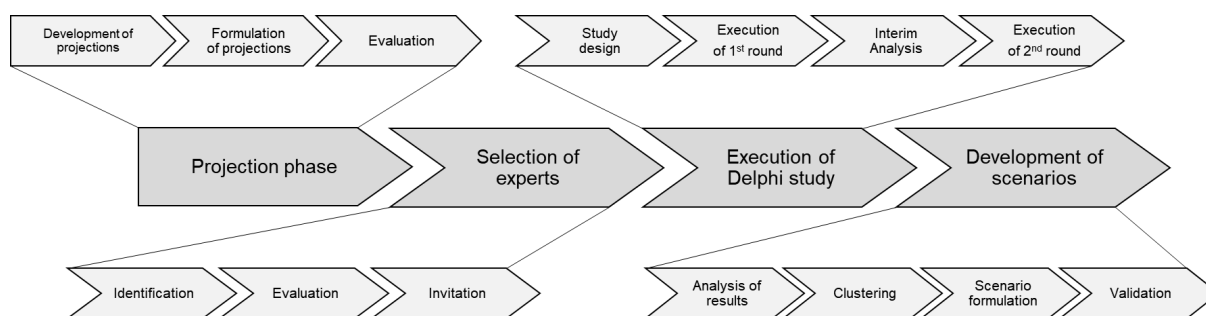 Development of
projections
Formulation
of projections
Evaluation
Study
design
Execution
of 1st round
Interim
Analysis
Execution
of 2nd round
Projection phase
Selection of
experts
Execution of
Delphi study
Development of
scenarios
Identification
Evaluation
Invitation
Analysis of
results
Clustering
Scenario
formulation
Validation